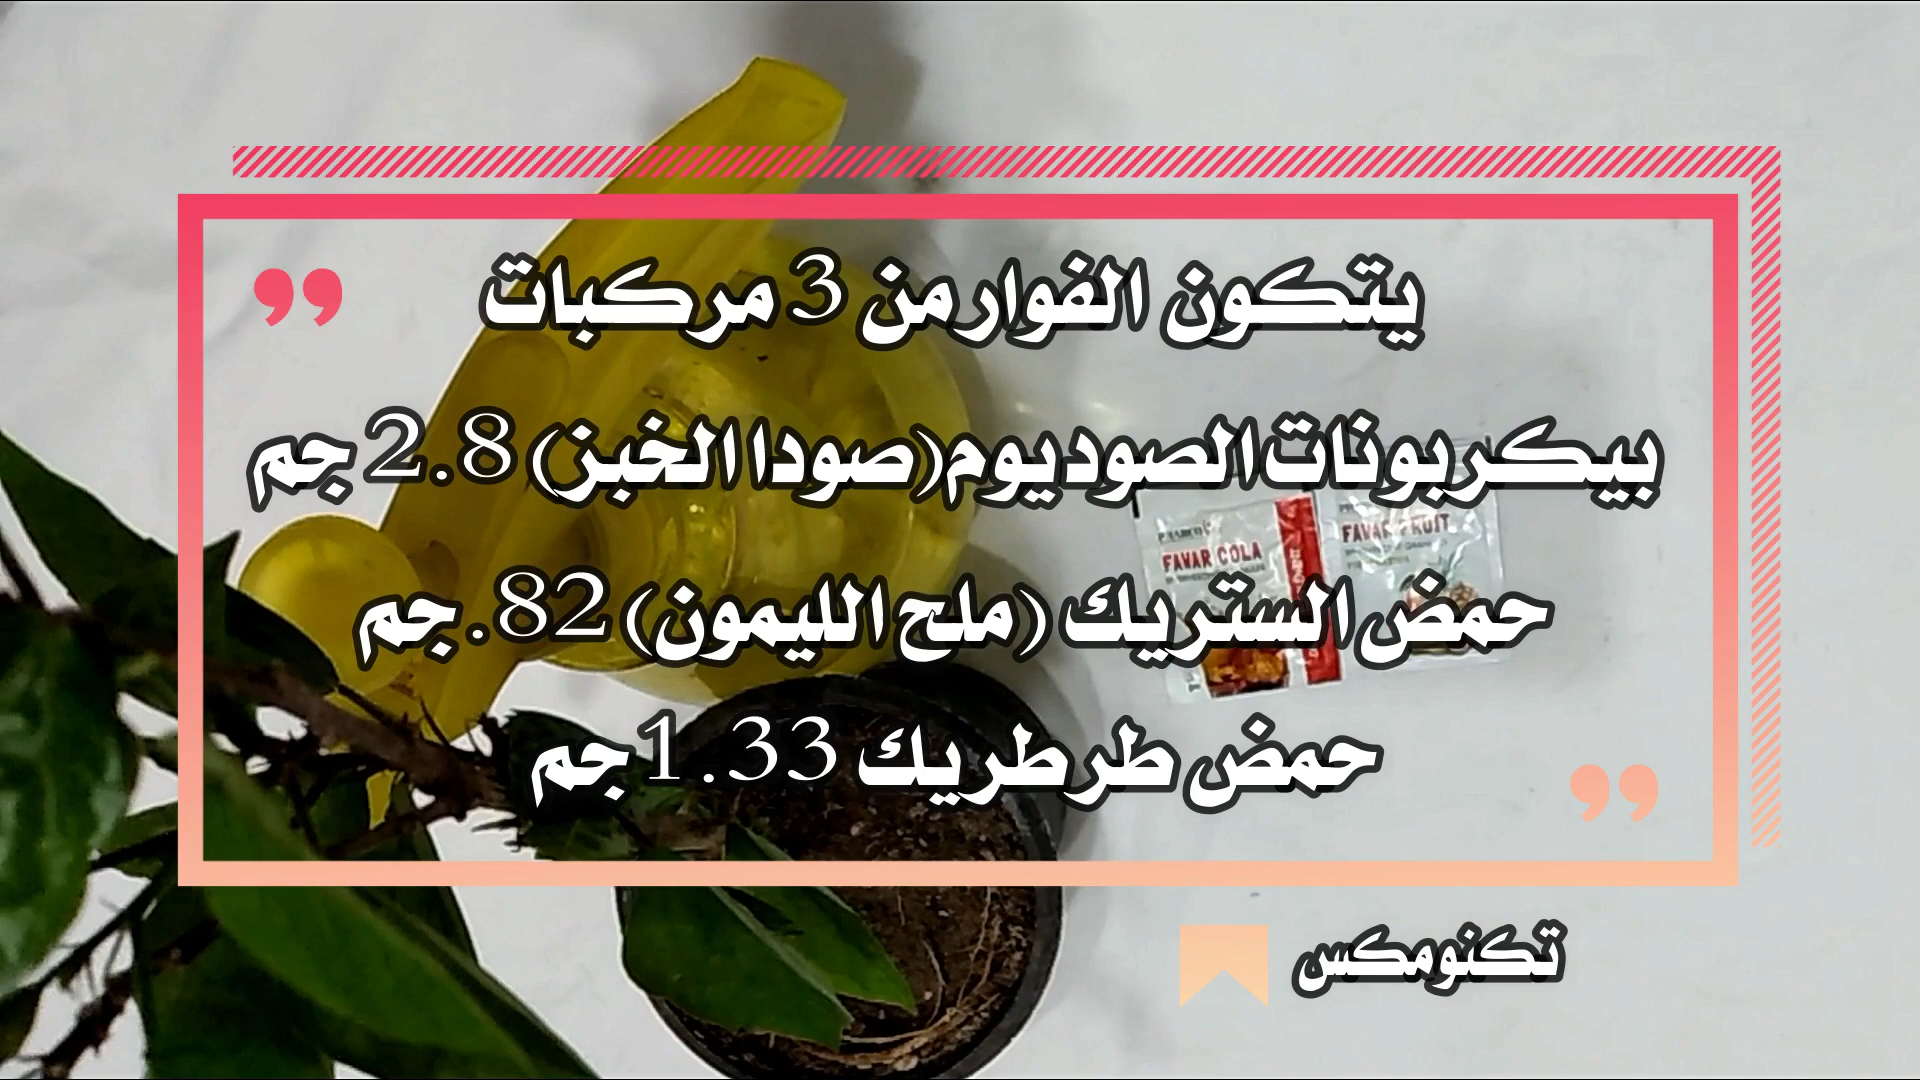 يتكون الفوار من 3 مركبات
بيكربونات الصوديوم (صودا الخبز) 2.8 جم
FAVAR FRUIT
FAVAR COLA
حمض الستريك (ملح الليمون) 82. جم
حمض طرطريك 1.33 جم
تكنومكس